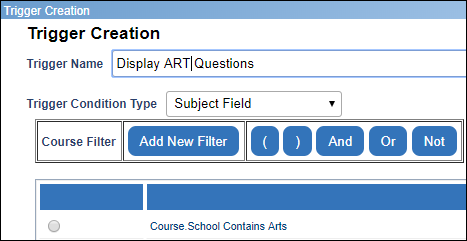 Trigger Creation
Trigger Creation
Trigger Name Display ART Questions
Trigger Condition Type Subject Field
Course Filter Add New Filter ( ) And Or Not
Course.School Contains Arts